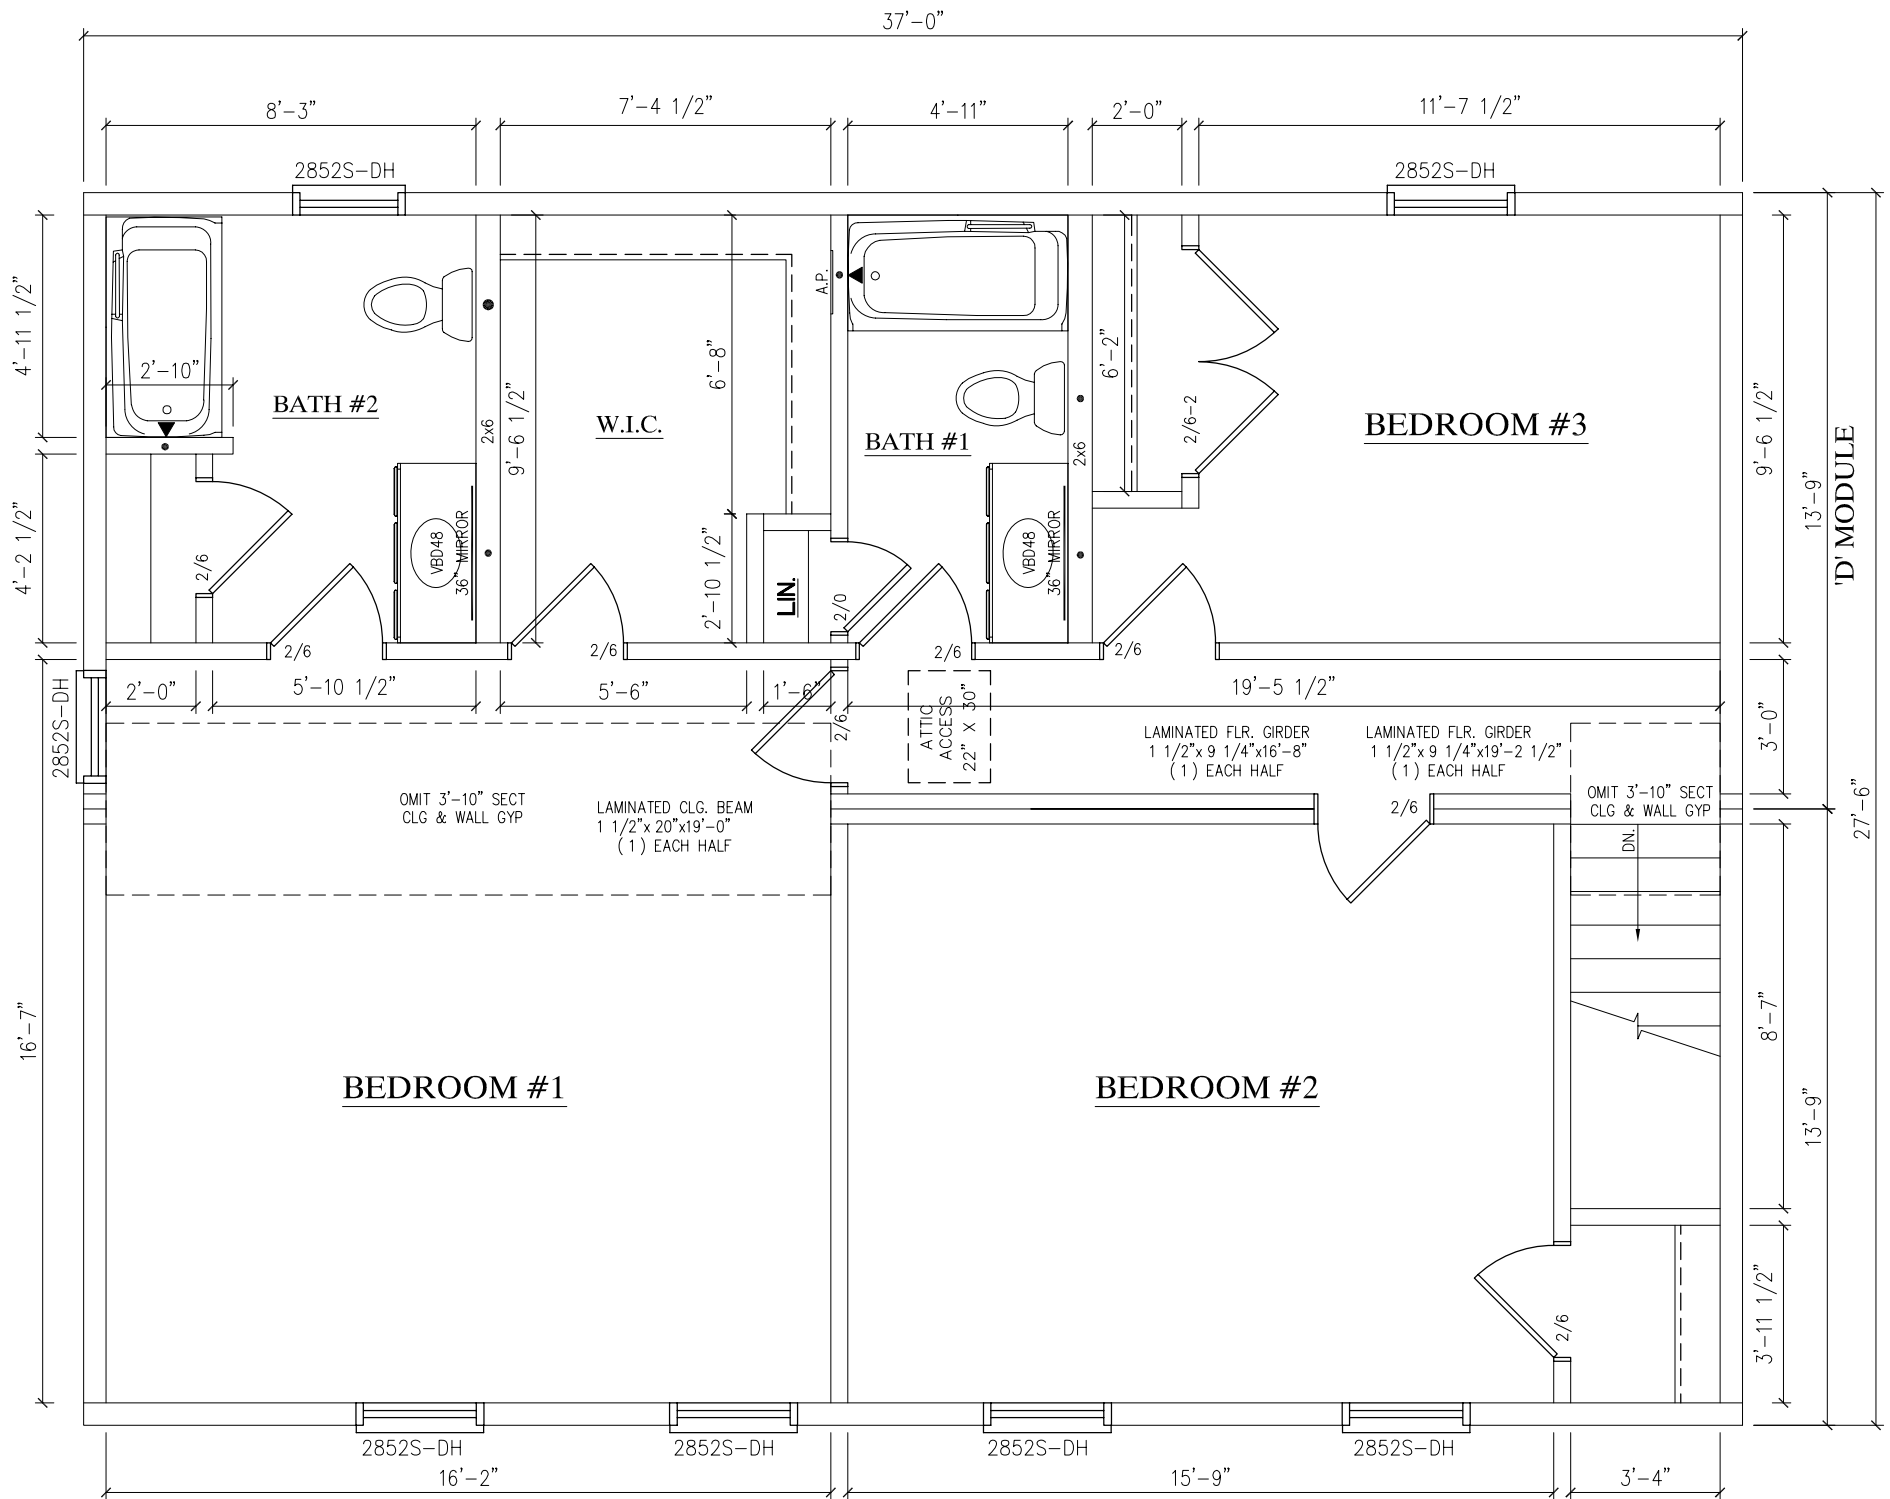 37'-0"
8'-3"
7'-4 1/2"
4'-11"
2'-0"
11'-7 1/2"
2852S-DH
2852S-DH
4'-11 1/2"
2'-10"
BATH #2
2x6
9'-6 1/2"
W.I.C.
6'-8"
A.P.
BATH #1
2x6
6'-2"
2/6-2
BEDROOM #3
9'-6 1/2"
13'-9"
'D' MODULE
4'-2 1/2"
2/6
VBD48
36" MIRROR
2'-10 1/2"
LIN.
2/0
VBD48
36" MIRROR
2/6
2/6
2/6
2/6
2852S-DH
2'-0"
5'-10 1/2"
5'-6"
1'-6"
2/6
ATTIC
ACCESS
22" X 30"
19'-5 1/2"
3'-0"
LAMINATED FLR. GIRDER
1 1/2"x 9 1/4"x16'-8"
(1) EACH HALF
LAMINATED FLR. GIRDER
1 1/2"x 9 1/4"x19'-2 1/2"
(1) EACH HALF
OMIT 3'-10" SECT
CLG & WALL GYP
LAMINATED CLG. BEAM
1 1/2"x 20"x19'-0"
(1) EACH HALF
2/6
OMIT 3'-10" SECT
CLG & WALL GYP
27'-6"
DN.
16'-7"
BEDROOM #1
BEDROOM #2
8'-7"
13'-9"
2/6
3'-11 1/2"
2852S-DH
2852S-DH
2852S-DH
2852S-DH
16'-2"
15'-9"
3'-4"